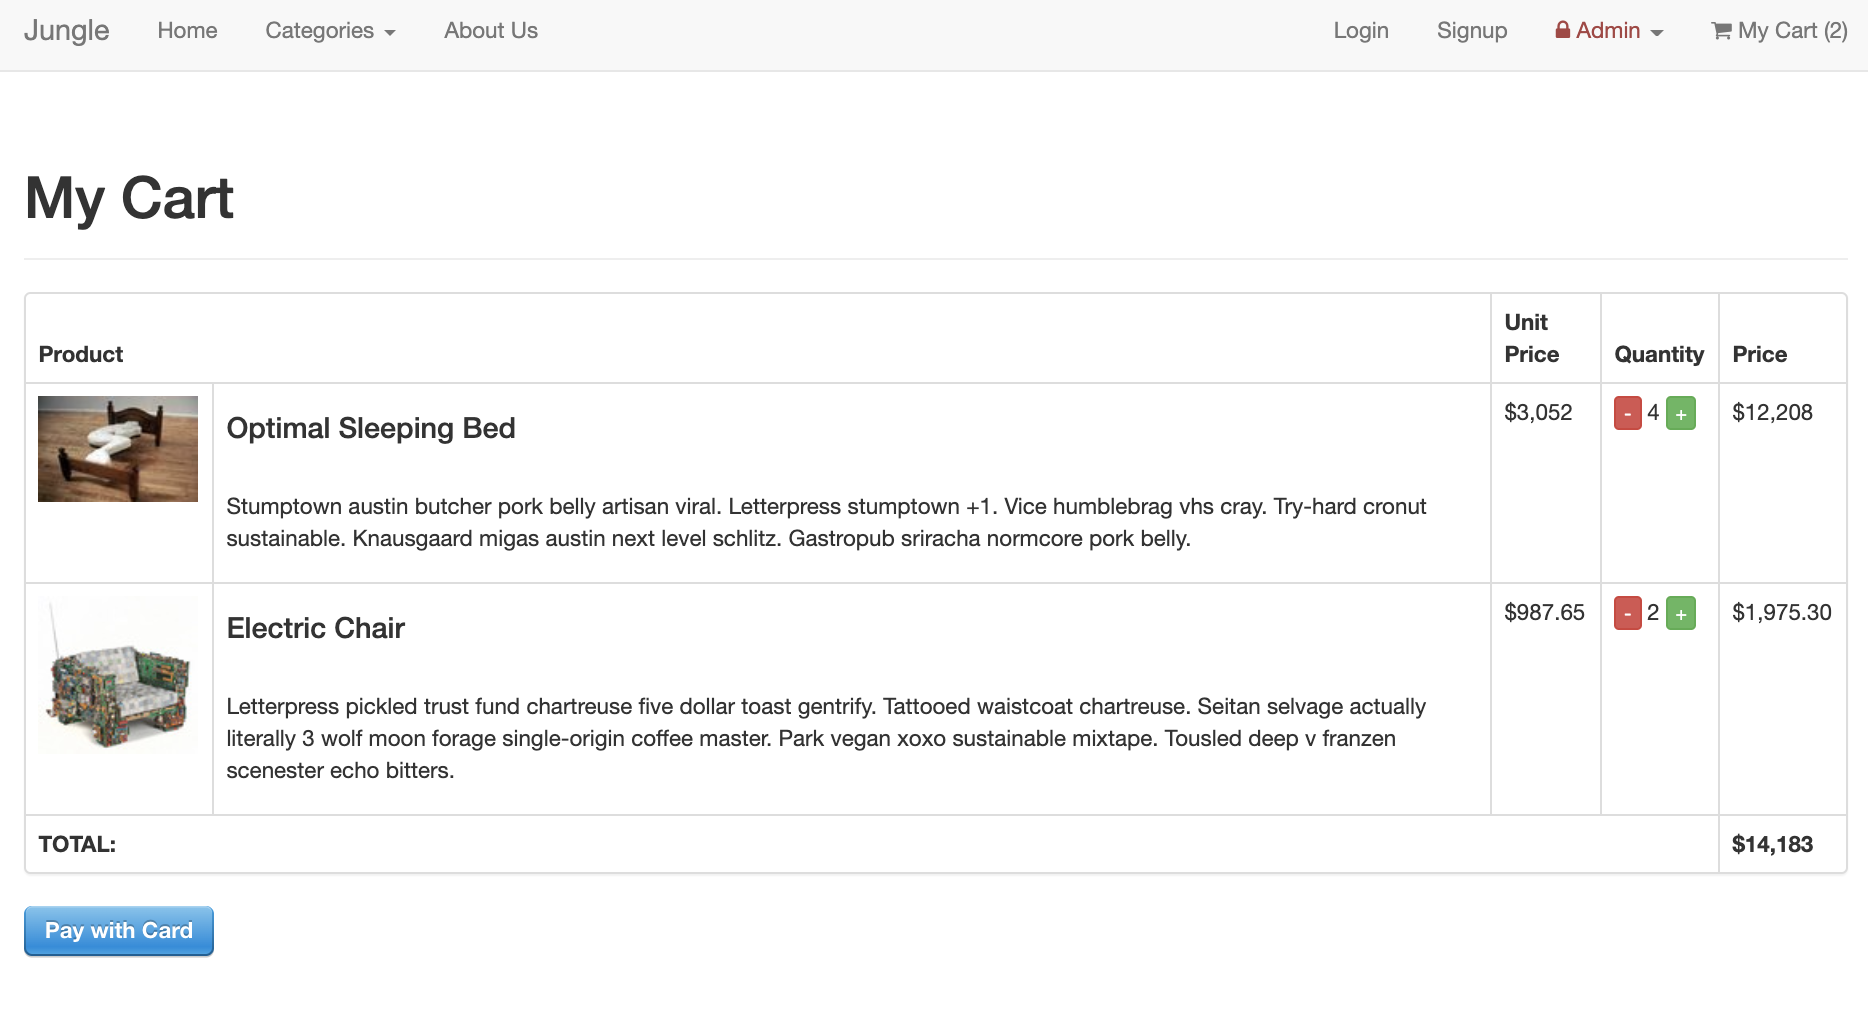 Jungle Home Categories About Us Login Signup Admin My Cart (2)
My Cart
Product Unit Price Quantity Price
Optimal Sleeping Bed $3,052 - 4 + $12,208
Stumptown austin butcher pork belly artisan viral. Letterpress stumptown +1. Vice humblebrag vhs cray. Try-hard cronut
sustainable. Knausgaard migas austin next level schlitz. Gastropub sriracha normcore pork belly.
Electric Chair $987.65 - 2 + $1,975.30
Letterpress pickled trust fund chartreuse five dollar toast gentrify. Tattooed waistcoat chartreuse. Seitan selvage actually
literally 3 wolf moon forage single-origin coffee master. Park vegan xoxo sustainable mixtape. Tousled deep v franzen
scenester echo bitters.
TOTAL: $14,183
Pay with Card